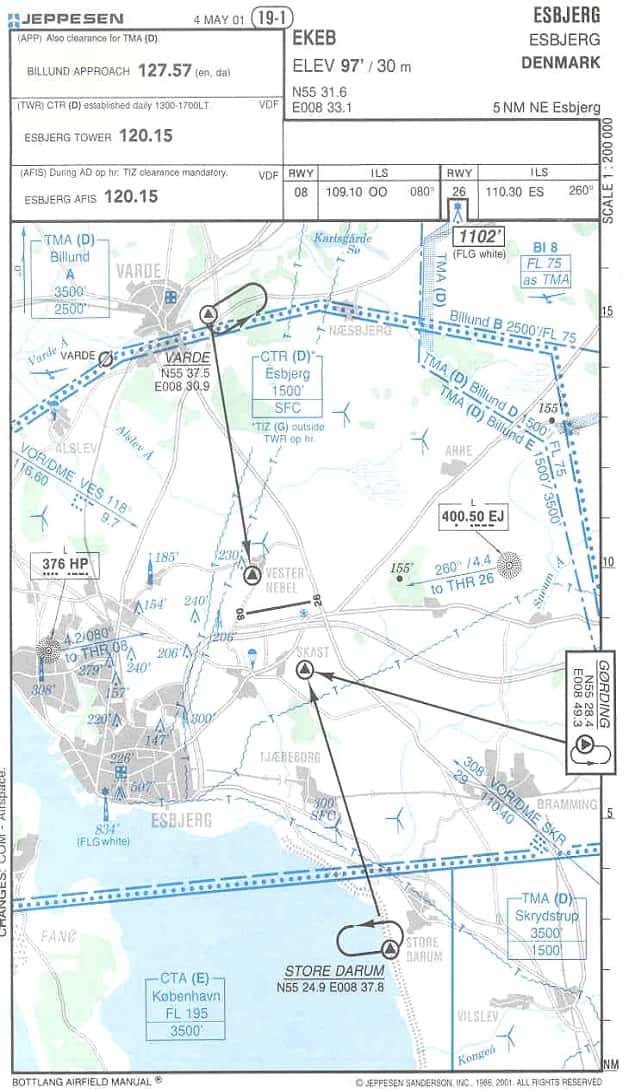 JEPPESEN
4 MAY 01
19-1
ESBJERG
ESBJERG
DENMARK
EKEB
ELEV 97' / 30 m
N55 31.6
E008 33.1
5 NM NE Esbjerg
(APP) Also clearance for TMA (D)
BILLUND APPROACH 127.57 (en, da)
(TWR) CTR (D) established daily 1300-1700LT.
VDF
ESBJERG TOWER 120.15
(AFIS) During AD op hr: TIZ clearance mandatory.
VDF
ESBJERG AFIS 120.15
RWY ILS RWY ILS
08 109.10 OO 080° 26 110.30 ES 260°
SCALE 1 : 200 000
TMA (D)
Billund
A
3500'
2500'
VARDE
Karlsgårde
Sø
1102'
(FLG white)
BI 8
FL 75
as TMA
TMA (D)
NÆSBJERG
Billund B 2500'/FL 75
15
Varde Å
VARDE
VARDE
N55 37.5
E008 30.9
CTR (D)*
Esbjerg
1500'
SFC
*TIZ (G) outside
TWR op hr.
TMA (D) Billund D 1500'/FL 75
TMA (D) Billund E 1500'/3500'
155'
ALSLEV
Alslev Å
ÅRRE
VOR/DME VES 118°
116.60
9.7
L
400.50 EJ
L
376 HP
185'
230'
VESTER
NEBEL
155'
260° / 4.4
to THR 26
10
Sneum Å
154'
240'
08
26
4.2/080°
to THR 08
206'
206'
SKAST
279'
240'
308'
157'
220'
300'
147'
GØRDING
N55 28.4
E008 49.3
TJÆREBORG
226'
507'
400'
SFC
308°
29
VOR/DME SKR
110.40
BRAMMING
5
ESBJERG
834'
(FLG white)
CHANGES: COM - Airspace.
FANØ
TMA (D)
Skrydstrup
3500'
1500'
STORE
DARUM
STORE DARUM
N55 24.9 E008 37.8
CTA (E)
København
FL 195
3500'
VILSLEV
Kongeå
NM
BOTTLANG AIRFIELD MANUAL ®
© JEPPESEN SANDERSON, INC., 1986, 2001. ALL RIGHTS RESERVED